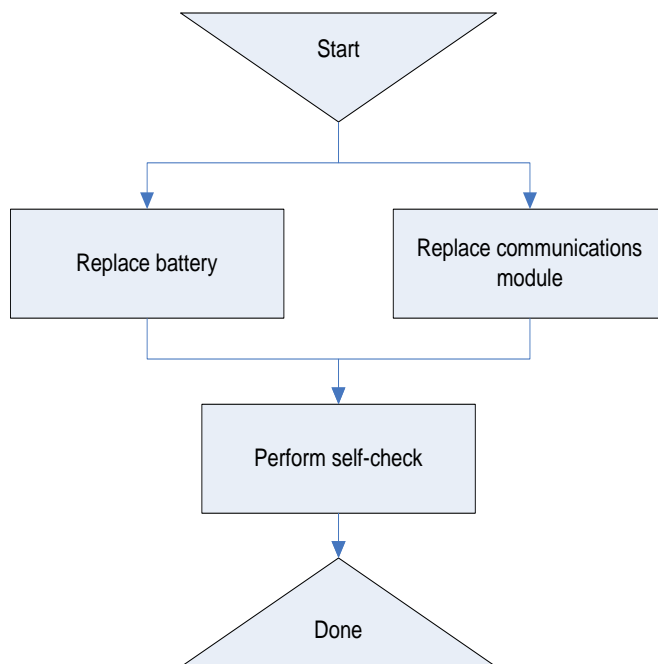 Start
Replace battery
Replace communications
module
Perform self-check
Done